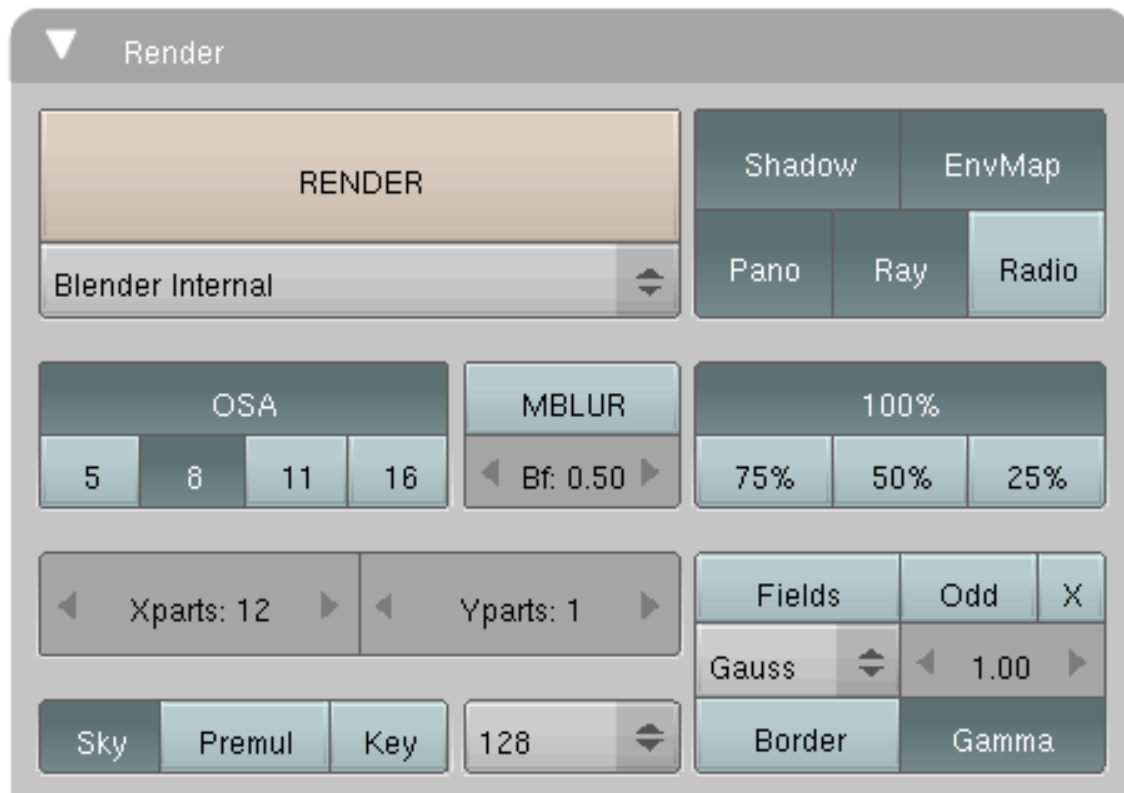 Render
RENDER
Shadow EnvMap
Pano Ray Radio
Blender Internal
OSA MBLUR 100%
5 8 11 16 Bf: 0.50 75% 50% 25%
Xparts: 12 Yparts: 1
Fields Odd X
Gauss 1.00
Sky Premul Key 128 Border Gamma